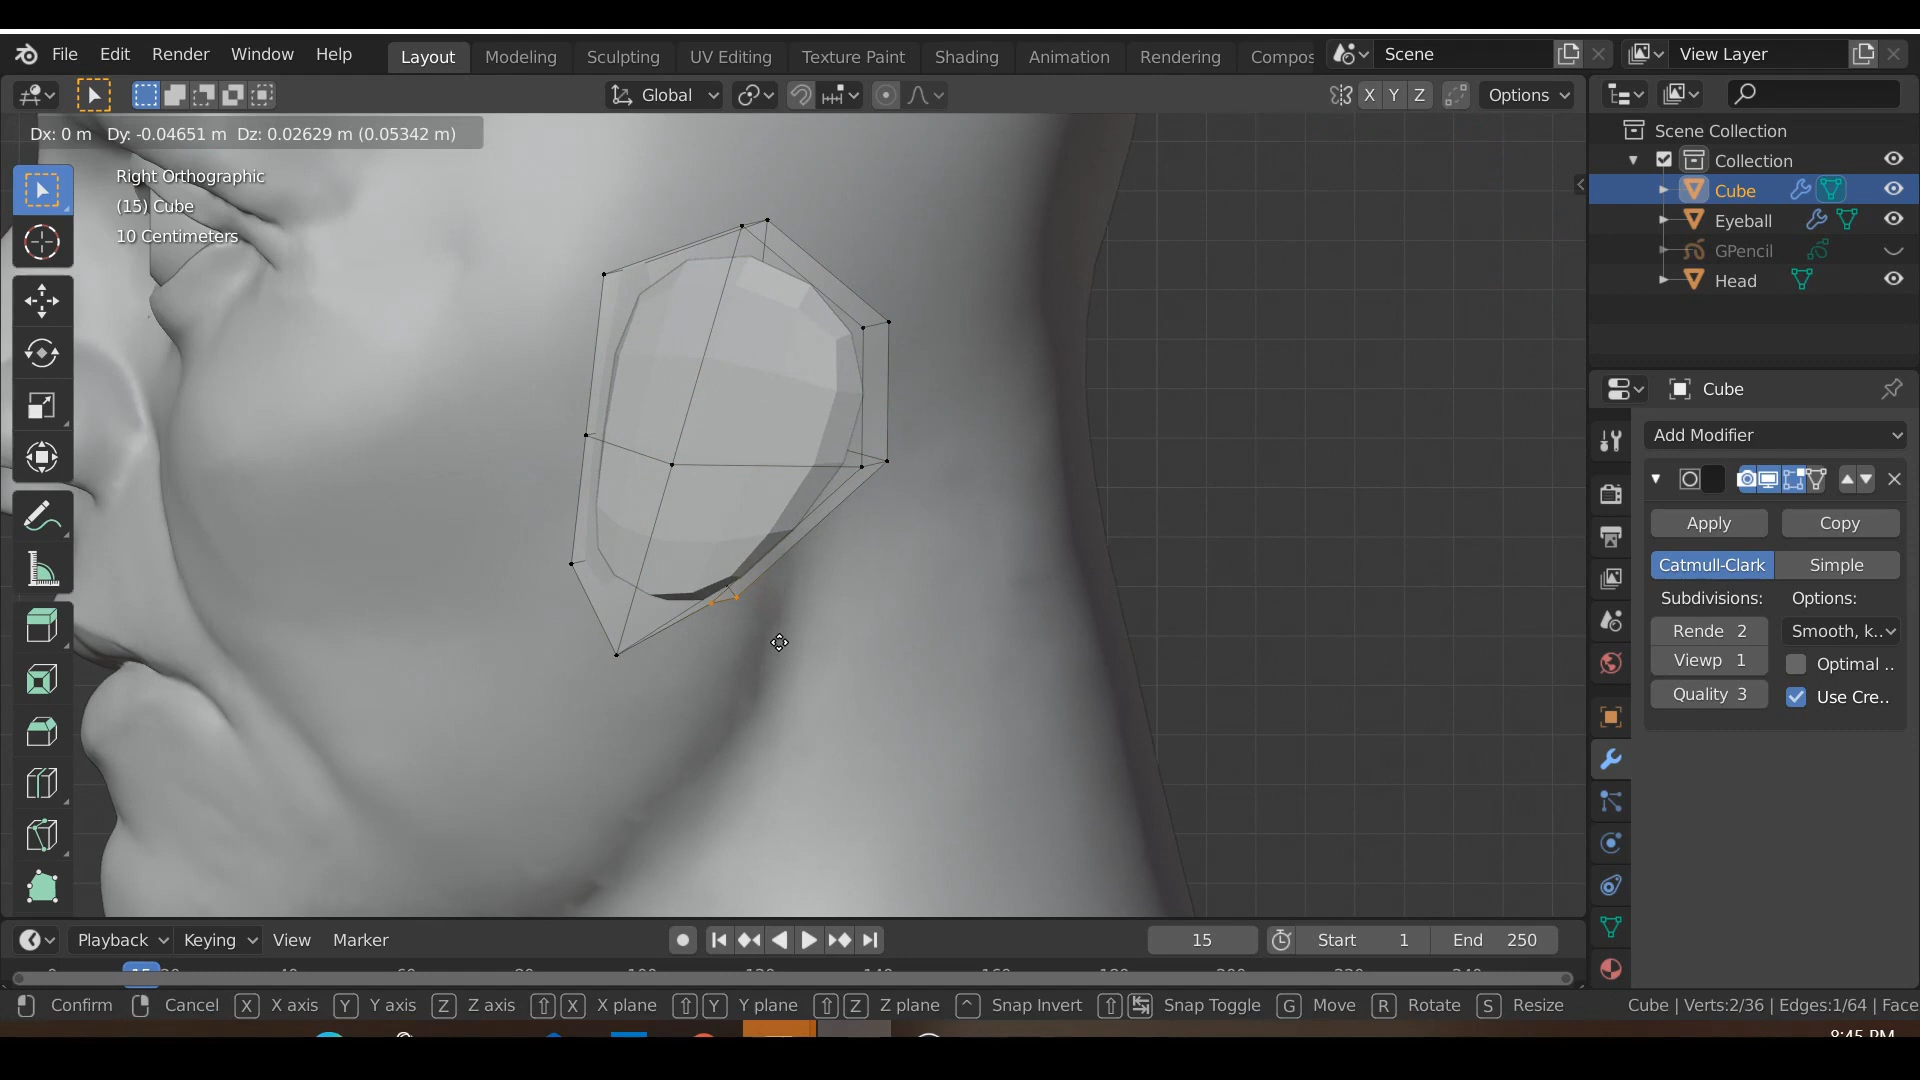 File Edit Render Window Help Layout Modeling Sculpting UV Editing Texture Paint Shading Animation Rendering Compos Scene View Layer
Global X Y Z Options
Dx: 0 m Dy: -0.04651 m Dz: 0.02629 m (0.05342 m)
Right Orthographic
(15) Cube
10 Centimeters
Scene Collection
Collection
Cube
Eyeball
GPencil
Head
Cube
Add Modifier
Apply Copy
Catmull-Clark Simple
Subdivisions: Options:
Rende 2 Smooth, k..
Viewp 1 Optimal ..
Quality 3 Use Cre..
Playback Keying View Marker 15 Start 1 End 250
Confirm Cancel X X axis Y Y axis Z Z axis X X plane Y Y plane Z Z plane ^ Snap Invert Snap Toggle G Move R Rotate S Resize Cube | Verts:2/36 | Edges:1/64 | Face
8:45 PM